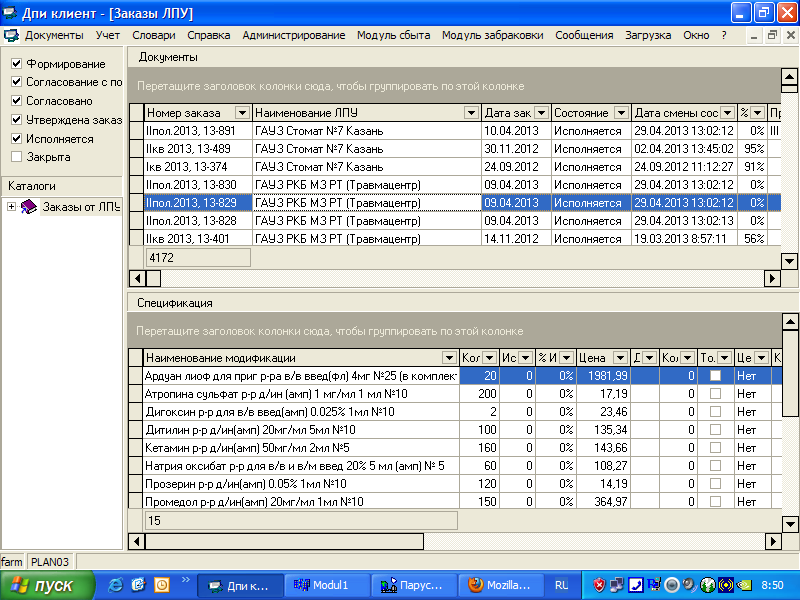 Дпи клиент - [Заказы ЛПУ]
Документы Учет Словари Справка Администрирование Модуль сбыта Модуль забраковки Сообщения Загрузка Окно ?
Формирование
Согласование с по
Согласовано
Утверждена заказ
Исполняется
Закрыта
Каталоги
Заказы от ЛПУ
Документы
Перетащите заголовок колонки сюда, чтобы группировать по этой колонке
Номер заказа Наименование ЛПУ Дата зак Состояние Дата смены сос % Пр
IIпол.2013, 13-891 ГАУЗ Стомат №7 Казань 10.04.2013 Исполняется 29.04.2013 13:02:12 0% III
IIкв 2013, 13-489 ГАУЗ Стомат №7 Казань 30.11.2012 Исполняется 02.04.2013 13:45:02 95%
Iкв 2013, 13-374 ГАУЗ Стомат №7 Казань 24.09.2012 Исполняется 24.09.2012 11:12:27 91%
IIпол.2013, 13-830 ГАУЗ РКБ МЗ РТ (Травмацентр) 09.04.2013 Исполняется 29.04.2013 13:02:12 0%
IIпол.2013, 13-829 ГАУЗ РКБ МЗ РТ (Травмацентр) 09.04.2013 Исполняется 29.04.2013 13:02:12 0%
IIпол.2013, 13-828 ГАУЗ РКБ МЗ РТ (Травмацентр) 09.04.2013 Исполняется 29.04.2013 13:02:13 0%
IIкв 2013, 13-401 ГАУЗ РКБ МЗ РТ (Травмацентр) 14.11.2012 Исполняется 19.03.2013 8:57:11 56%
4172
Спецификация
Перетащите заголовок колонки сюда, чтобы группировать по этой колонке
Наименование модификации Кол Ис % И Цена Д Ко То. Це К
Ардуан лиоф для приг р-ра в/в введ(фл) 4мг №25 (в комплект 20 0 0% 1981,99 0 Нет
Атропина сульфат р-р д/ин (амп) 1 мг/мл 1 мл №10 200 0 0% 17,19 0 Нет
Дигоксин р-р для в/в введ(амп) 0.025% 1мл №10 2 0 0% 23,46 0 Нет
Дитилин р-р д/ин(амп) 20мг/мл 5мл №10 100 0 0% 135,34 0 Нет
Кетамин р-р д/ин(амп) 50мг/мл 2мл №5 160 0 0% 143,66 0 Нет
Натрия оксибат р-р для в/в и в/м введ 20% 5 мл (амп) № 5 60 0 0% 108,27 0 Нет
Прозерин р-р д/ин(амп) 0.05% 1мл №10 120 0 0% 14,19 0 Нет
Промедол р-р д/ин(амп) 20мг/мл 1мл №10 150 0 0% 364,97 0 Нет
15
farm PLAN03
пуск Дпи к... Modul1 Парус... Mozilla... RU 8:50